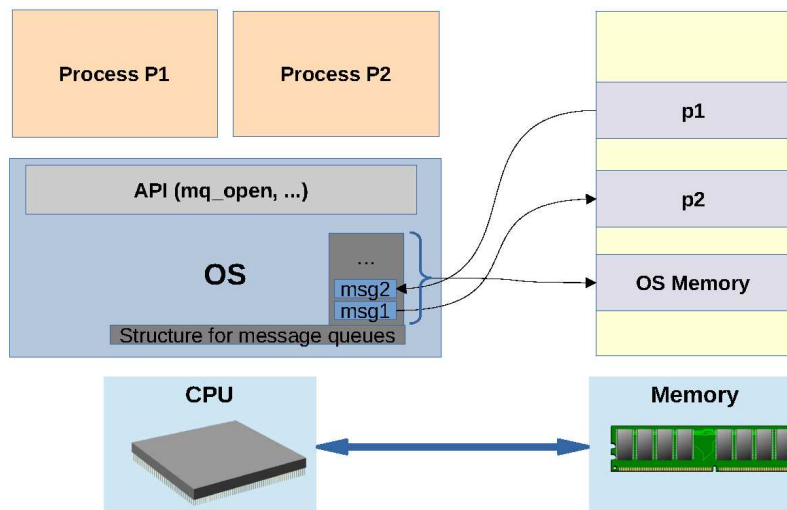 Process P1
Process P2
p1
API (mq_open, ...)
p2
...
OS
OS Memory
msg2
msg1
Structure for message queues
CPU
Memory